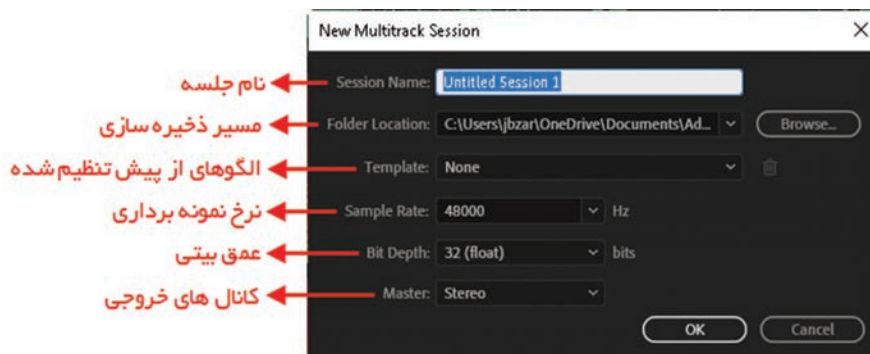 New Multitrack Session
نام جلسه Session Name: Untitled Session 1
مسیر ذخیره سازی Folder Location: C:\Users\jbzar\OneDrive\Documents\Ad... Browse...
الگوهای از پیش تنظیم شده Template: None
نرخ نمونه برداری Sample Rate: 48000 Hz
عمق بیتی Bit Depth: 32 (float) bits
کانال های خروجی Master: Stereo
OK Cancel